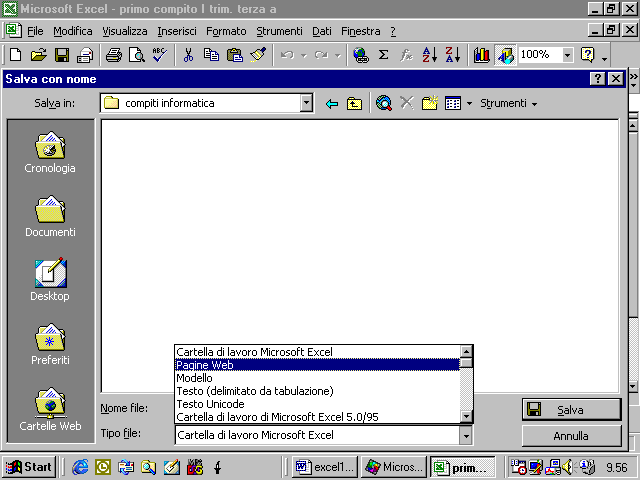 Microsoft Excel - primo compito I trim. terza a
File Modifica Visualizza Inserisci Formato Strumenti Dati Finestra ?
ABC Σ fx A Z Z A 100% ?
Salva con nome
Salva in: compiti informatica Strumenti
Cronologia
Documenti
Desktop
Preferiti
Cartelle Web
Cartella di lavoro Microsoft Excel
Pagine Web
Modello
Testo (delimitato da tabulazione)
Testo Unicode
Cartella di lavoro di Microsoft Excel 5.0/95
Nome file: Salva
Tipo file: Cartella di lavoro Microsoft Excel Annulla
Start excel1... Micros... prim... 9.56